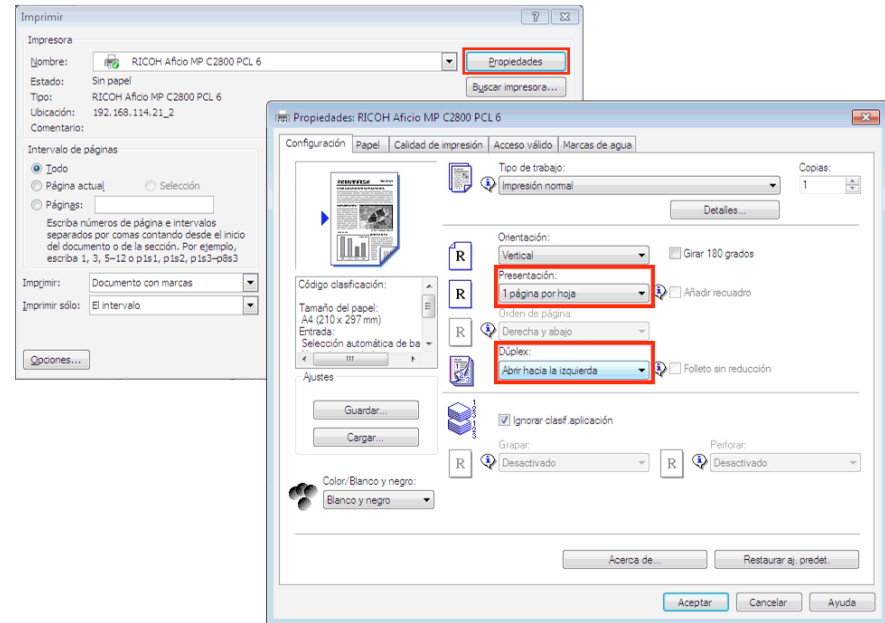 Imprimir
Impresora
Nombre: RICOH Aficio MP C2800 PCL 6 Propiedades
Estado: Sin papel Buscar impresora...
Tipo: RICOH Aficio MP C2800 PCL 6
Ubicación: 192.168.114.21_2
Comentario:
Intervalo de páginas
Todo
Página actual Selección
Páginas:
Escriba números de página e intervalos
separados por comas contando desde el inicio
del documento o de la sección. Por ejemplo,
escriba 1, 3, 5–12 o p1s1, p1s2, p1s3–p8s3
Imprimir: Documento con marcas
Imprimir sólo: El intervalo
Opciones...
Propiedades: RICOH Aficio MP C2800 PCL 6
Configuración Papel Calidad de impresión Acceso válido Marcas de agua
Tipo de trabajo: Copias:
Impresión normal 1
Detalles...
Orientación:
Vertical Girar 180 grados
Presentación:
1 página por hoja Añadir recuadro
Orden de página:
Derecha y abajo
Dúplex:
Abrir hacia la izquierda Folleto sin reducción
Código clasificación:
Tamaño del papel:
A4 (210 x 297 mm)
Entrada:
Selección automática de ba
Ajustes
Guardar...
Cargar...
Color/Blanco y negro:
Blanco y negro
Ignorar clasif.aplicación
Grapar: Perforar:
Desactivado Desactivado
Acerca de... Restaurar aj. predet.
Aceptar Cancelar Ayuda